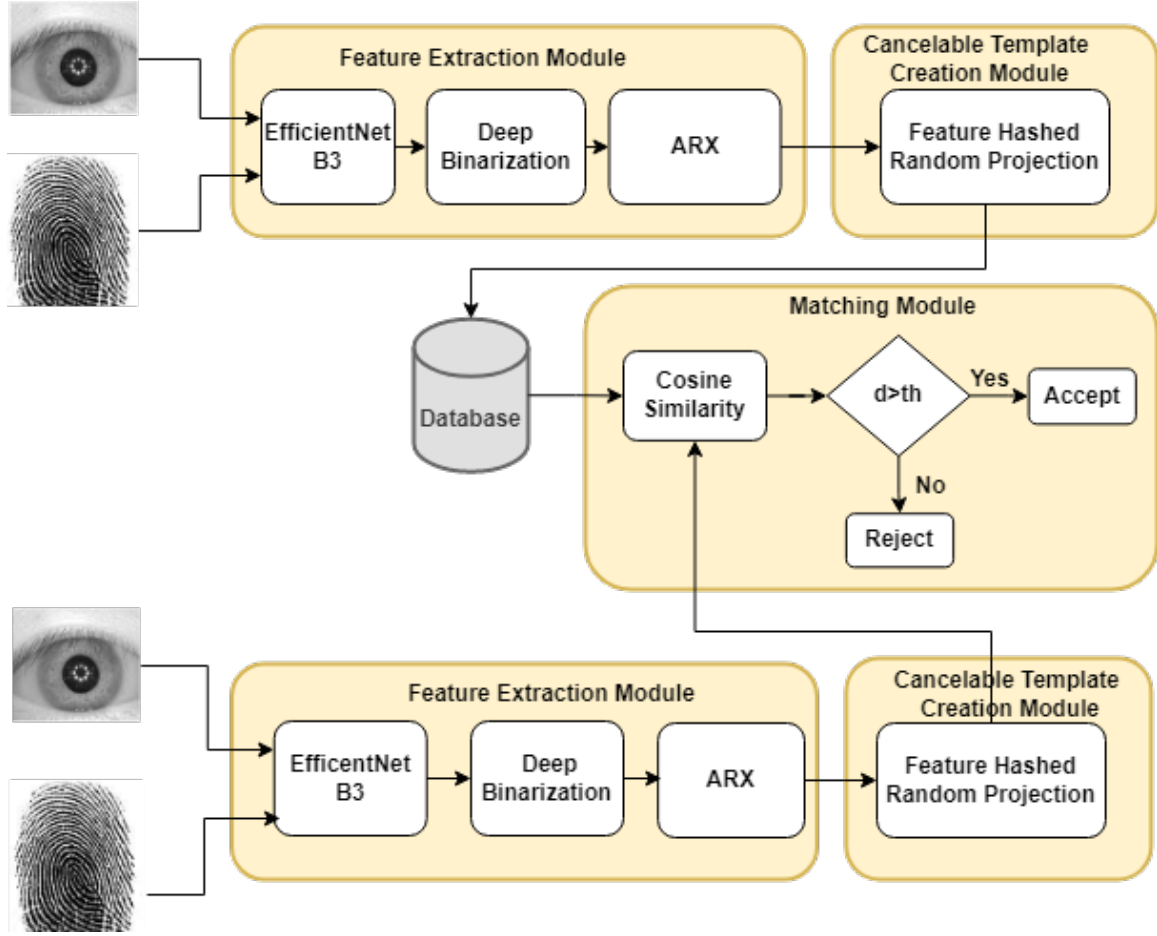 Feature Extraction Module
EfficientNet
B3
Deep
Binarization
ARX
Cancelable Template
Creation Module
Feature Hashed
Random Projection
Database
Matching Module
Cosine
Similarity
d>th
Yes
Accept
No
Reject
Feature Extraction Module
EfficentNet
B3
Deep
Binarization
ARX
Cancelable Template
Creation Module
Feature Hashed
Random Projection